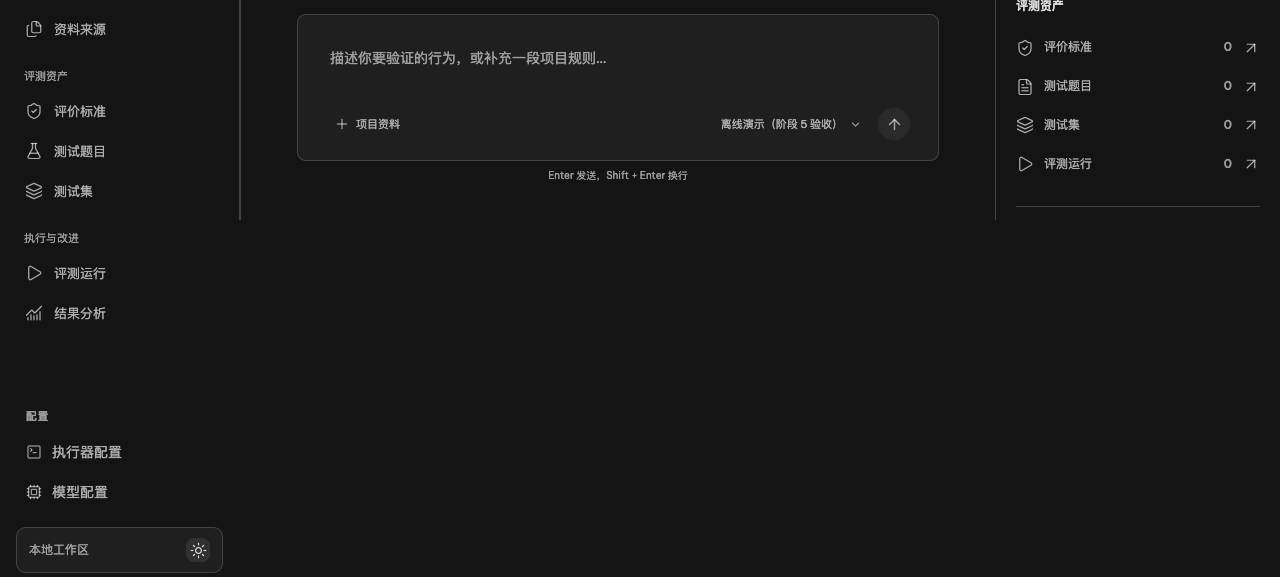 资料来源
评测资产
评价标准
测试题目
测试集
执行与改进
评测运行
结果分析
配置
执行器配置
模型配置
本地工作区
描述你要验证的行为，或补充一段项目规则...
项目资料
离线演示（阶段 5 验收）
Enter 发送，Shift + Enter 换行
评测资产
评价标准 0
测试题目 0
测试集 0
评测运行 0